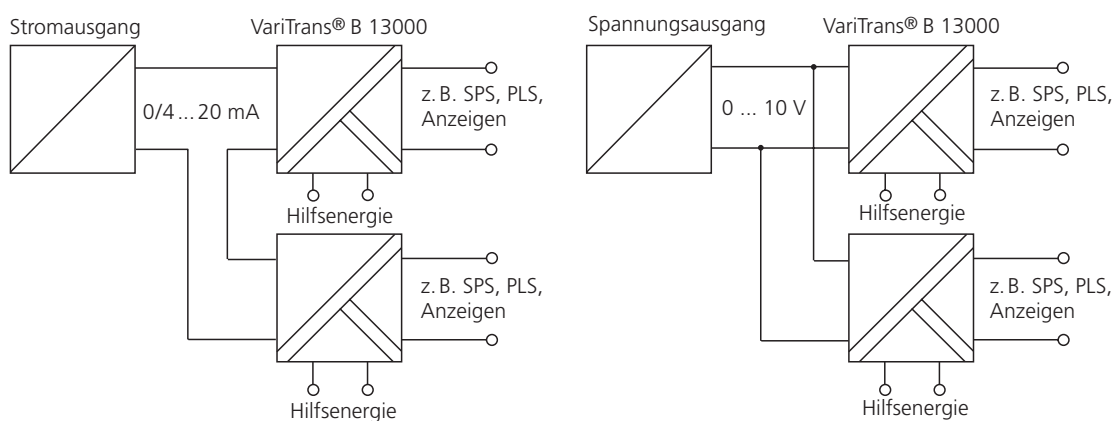 Stromausgang
VariTrans® B 13000
0/4 ... 20 mA
z. B. SPS, PLS,
Anzeigen
Hilfsenergie
z. B. SPS, PLS,
Anzeigen
Hilfsenergie
Spannungsausgang
VariTrans® B 13000
0 ... 10 V
z. B. SPS, PLS,
Anzeigen
Hilfsenergie
z. B. SPS, PLS,
Anzeigen
Hilfsenergie